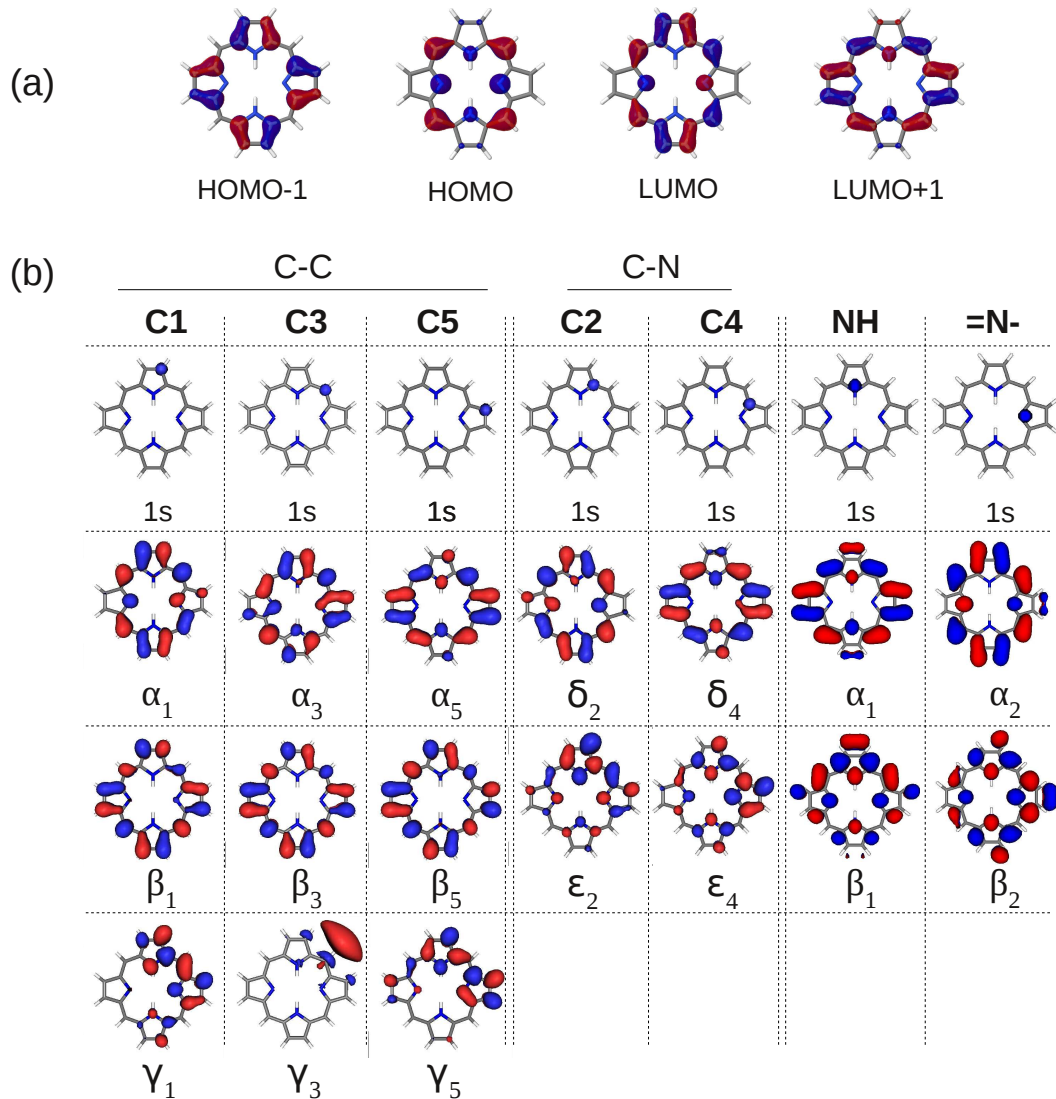 (a)
HOMO-1 HOMO LUMO LUMO+1
(b)
C-C C-N
C1 C3 C5 C2 C4 NH =N-
1s 1s 1s 1s 1s 1s 1s
α1 α3 α5 δ2 δ4 α1 α2
β1 β3 β5 ε2 ε4 β1 β2
γ1 γ3 γ5